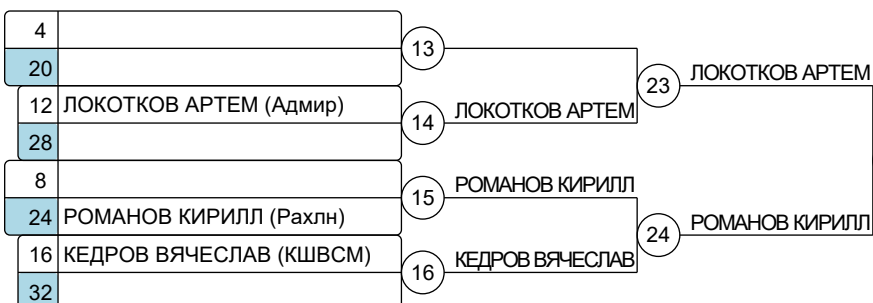 4
13
20
23 ЛОКОТКОВ АРТЕМ
12 ЛОКОТКОВ АРТЕМ (Адмир)
14 ЛОКОТКОВ АРТЕМ
28
8
15 РОМАНОВ КИРИЛЛ
24 РОМАНОВ КИРИЛЛ (Рахлн)
24 РОМАНОВ КИРИЛЛ
16 КЕДРОВ ВЯЧЕСЛАВ (КШВСМ)
16 КЕДРОВ ВЯЧЕСЛАВ
32